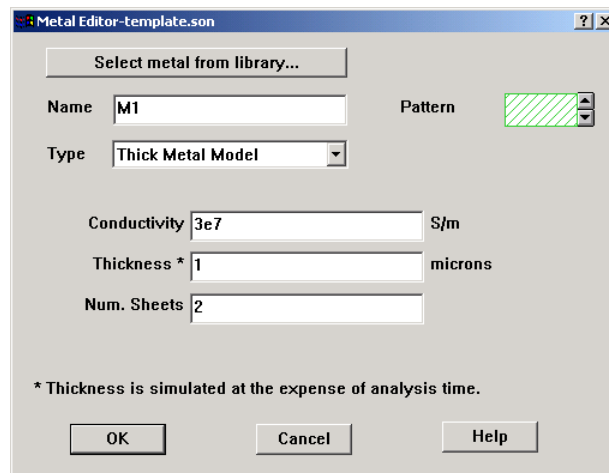 Metal Editor-template.son
Select metal from library...
Name M1 Pattern
Type Thick Metal Model
Conductivity 3e7 S/m
Thickness * 1 microns
Num. Sheets 2
* Thickness is simulated at the expense of analysis time.
OK Cancel Help